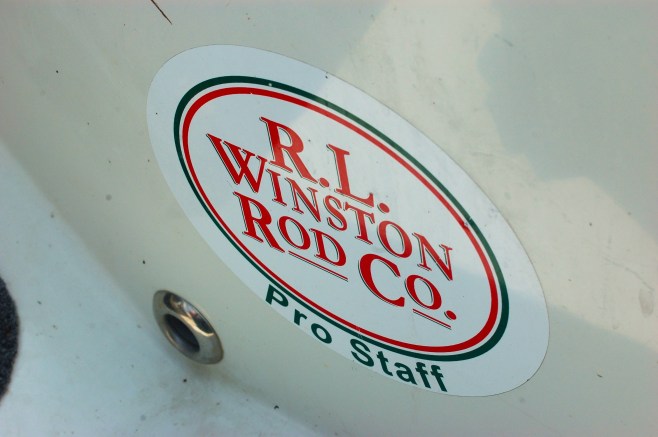 R.L.
WINSTON
ROD CO.
Pro Staff